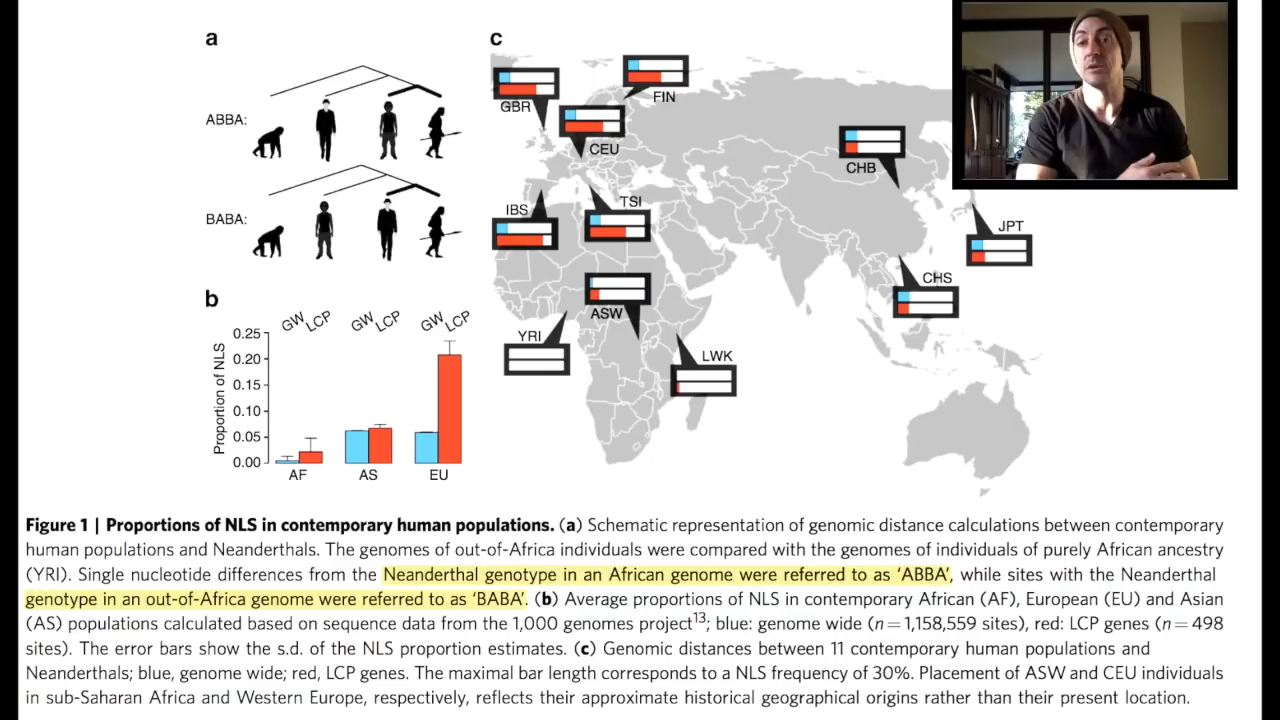 a
ABBA:
BABA:
b
GW LCP GW LCP GW LCP
Proportion of NLS
0.25
0.20
0.15
0.10
0.05
0.00
AF AS EU
c
GBR
FIN
CEU
CHB
IBS
TSI
JPT
CHS
ASW
YRI
LWK
Figure 1 | Proportions of NLS in contemporary human populations. (a) Schematic representation of genomic distance calculations between contemporary
human populations and Neanderthals. The genomes of out-of-Africa individuals were compared with the genomes of individuals of purely African ancestry
(YRI). Single nucleotide differences from the Neanderthal genotype in an African genome were referred to as ‘ABBA’, while sites with the Neanderthal
genotype in an out-of-Africa genome were referred to as ‘BABA’. (b) Average proportions of NLS in contemporary African (AF), European (EU) and Asian
(AS) populations calculated based on sequence data from the 1,000 genomes project13; blue: genome wide (n = 1,158,559 sites), red: LCP genes (n = 498
sites). The error bars show the s.d. of the NLS proportion estimates. (c) Genomic distances between 11 contemporary human populations and
Neanderthals; blue, genome wide; red, LCP genes. The maximal bar length corresponds to a NLS frequency of 30%. Placement of ASW and CEU individuals
in sub-Saharan Africa and Western Europe, respectively, reflects their approximate historical geographical origins rather than their present location.